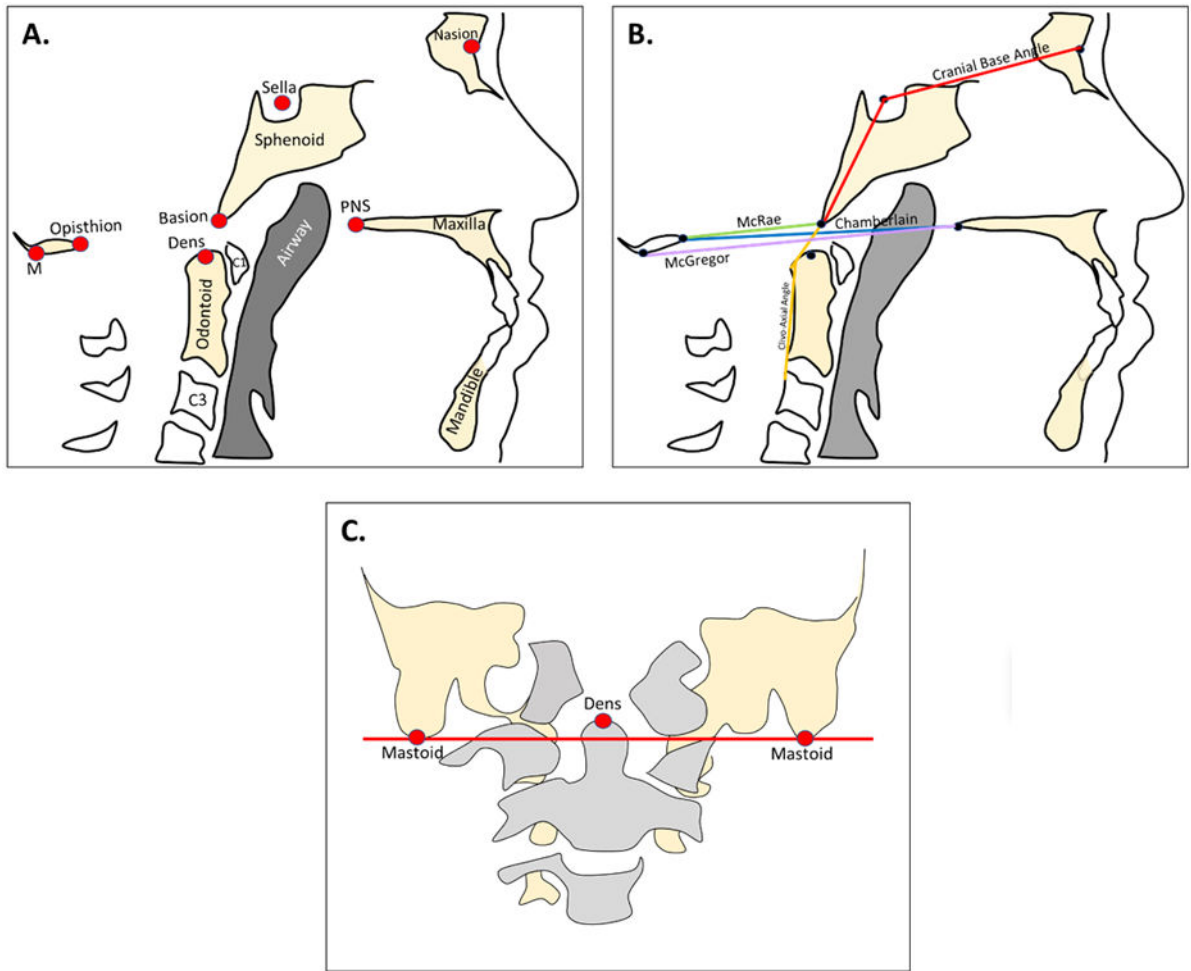 A.
Nasion
Sella
Sphenoid
Basion
PNS
Opisthion
Maxilla
M
Dens
C1
Airway
Odontoid
C3
Mandible
B.
Cranial Base Angle
McRae
Chamberlain
McGregor
Clivo-Axial Angle
C.
Dens
Mastoid
Mastoid